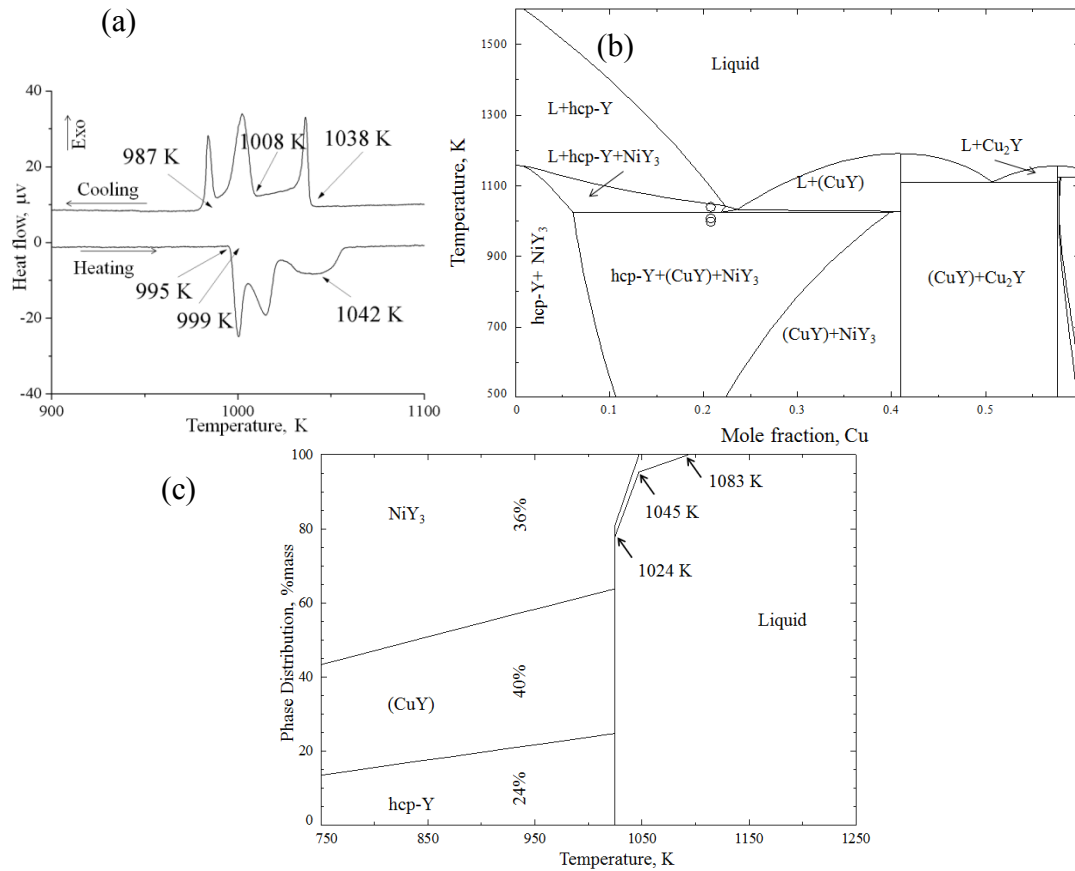 (a)
Exo
987 K
1008 K
1038 K
Cooling
Heating
995 K
999 K
1042 K
40
20
0
-20
-40
Heat flow, μv
900
1000
1100
Temperature, K
(b)
Liquid
L+hcp-Y
L+hcp-Y+NiY₃
L+(CuY)
L+Cu₂Y
hcp-Y+ NiY₃
hcp-Y+(CuY)+NiY₃
(CuY)+NiY₃
(CuY)+Cu₂Y
1500
1300
1100
900
700
500
Temperature, K
0
0.1
0.2
0.3
0.4
0.5
Mole fraction, Cu
(c)
NiY₃
36%
1083 K
1045 K
1024 K
Liquid
(CuY)
40%
hcp-Y
24%
100
80
60
40
20
0
Phase Distribution, %mass
750
850
950
1050
1150
1250
Temperature, K